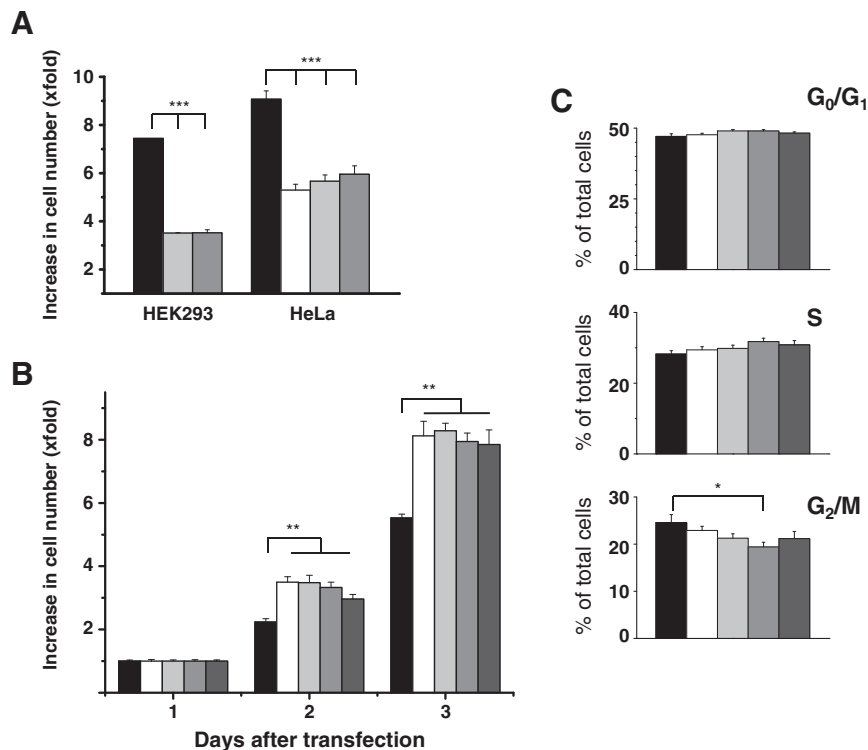 A
Increase in cell number (xfold)
10
8
6
4
2
***
***
HEK293
HeLa
B
Increase in cell number (xfold)
8
6
4
2
**
**
1
2
3
Days after transfection
C
G₀/G₁
% of total cells
50
25
0
S
% of total cells
40
30
0
G₂/M
% of total cells
30
20
10
0
*